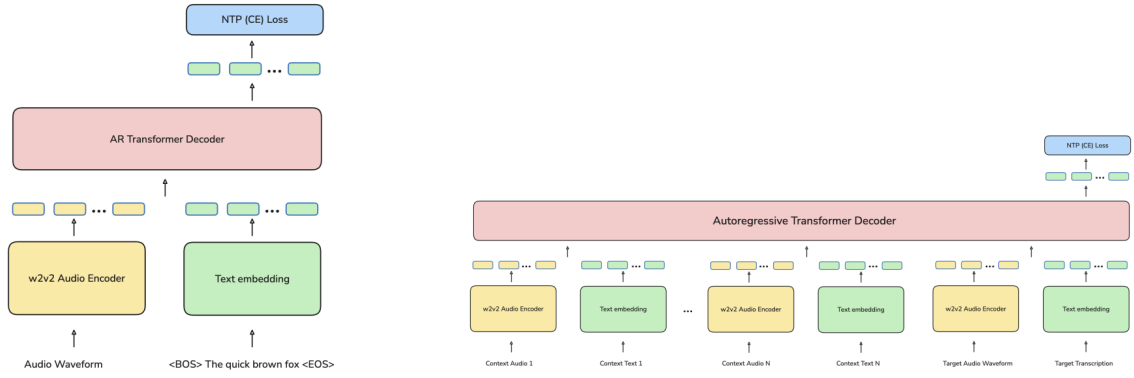 NTP (CE) Loss
...
AR Transformer Decoder
...
w2v2 Audio Encoder
Text embedding
Audio Waveform
<BOS> The quick brown fox <EOS>
NTP (CE) Loss
...
Autoregressive Transformer Decoder
...
w2v2 Audio Encoder
Text embedding
...
w2v2 Audio Encoder
Text embedding
w2v2 Audio Encoder
Text embedding
Context Audio 1
Context Text 1
Context Audio N
Context Text N
Target Audio Waveform
Target Transcription